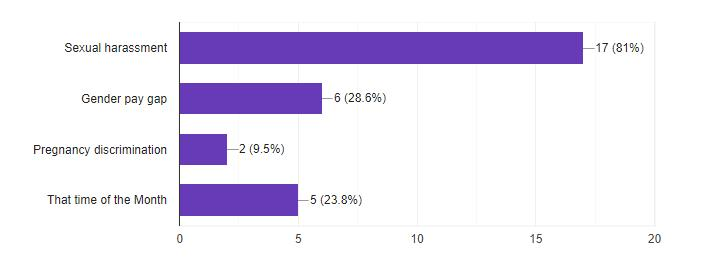 Sexual harassment
17 (81%)
Gender pay gap
6 (28.6%)
Pregnancy discrimination
2 (9.5%)
That time of the Month
5 (23.8%)
0 5 10 15 20